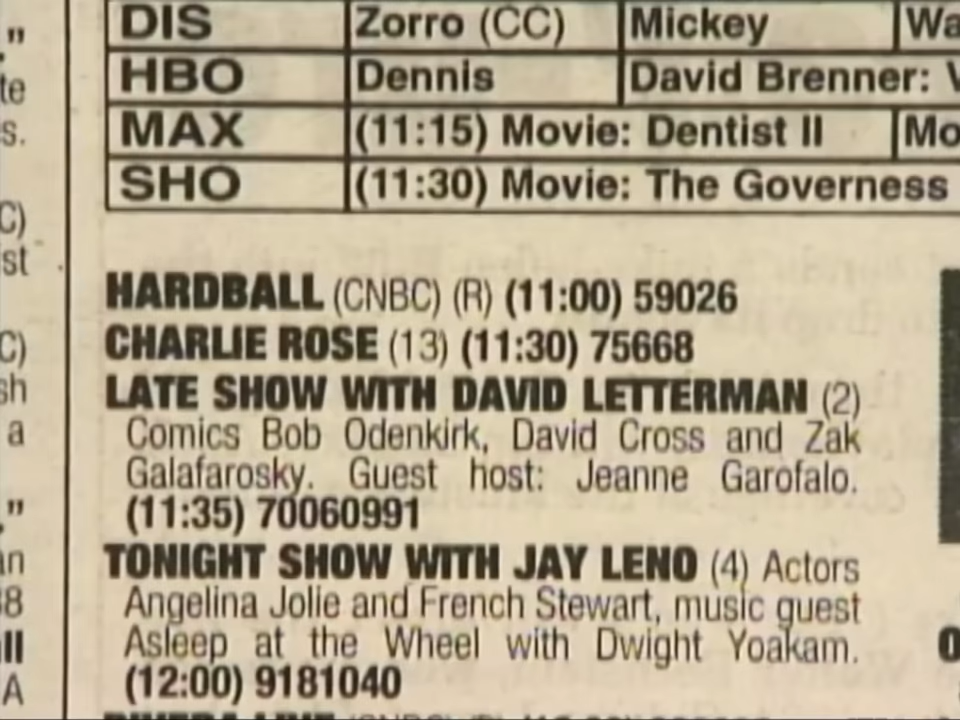 DIS Zorro (CC) Mickey
HBO Dennis David Brenner:
MAX (11:15) Movie: Dentist II
SHO (11:30) Movie: The Governess
HARDBALL (CNBC) (R) (11:00) 59026
CHARLIE ROSE (13) (11:30) 75668
LATE SHOW WITH DAVID LETTERMAN (2)
Comics Bob Odenkirk, David Cross and Zak
Galafarosky. Guest host: Jeanne Garofalo.
(11:35) 70060991
TONIGHT SHOW WITH JAY LENO (4) Actors
Angelina Jolie and French Stewart, music guest
Asleep at the Wheel with Dwight Yoakam.
(12:00) 9181040